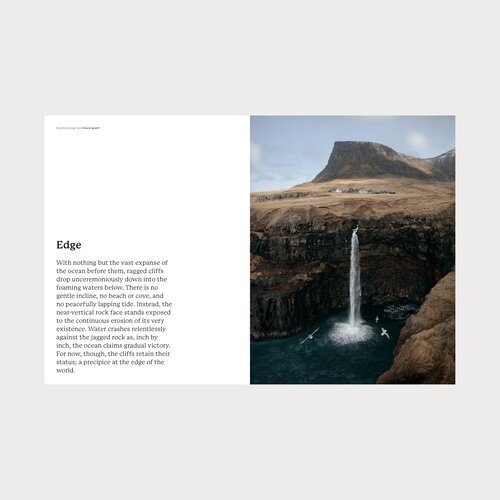 PHOTO ESSAY BY FINAN WART
Edge
With nothing but the vast expanse of
the ocean before them, ragged cliffs
drop unceremoniously down into the
foaming waters below. There is no
gentle incline, no beach or cove, and
no peacefully lapping tide. Instead, the
near-vertical rock face stands exposed
to the continuous erosion of its very
existence. Water crashes relentlessly
against the jagged rock as, inch by
inch, the ocean claims gradual victory.
For now, though, the cliffs retain their
status; a precipice at the edge of the
world.